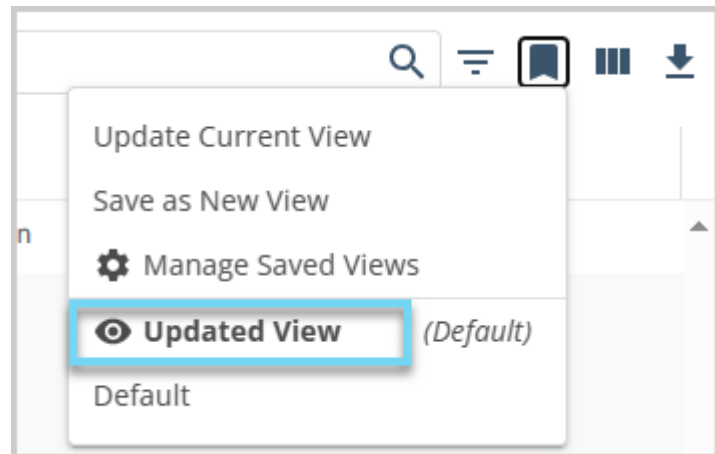 Update Current View
Save as New View
n
Manage Saved Views
Updated View (Default)
Default